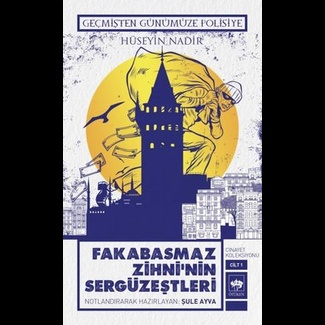 GEÇMİŞTEN GÜNÜMÜZE POLİSİYE
HÜSEYİN NADİR
FAKABASMAZ
ZİHNİ'NİN
SERGÜZEŞTLERİ
NOTLANDIRARAK HAZIRLAYAN: ŞULE AYVA
CİNAYET
KOLEKSİYONU
CİLT 1
ÖTÜKEN